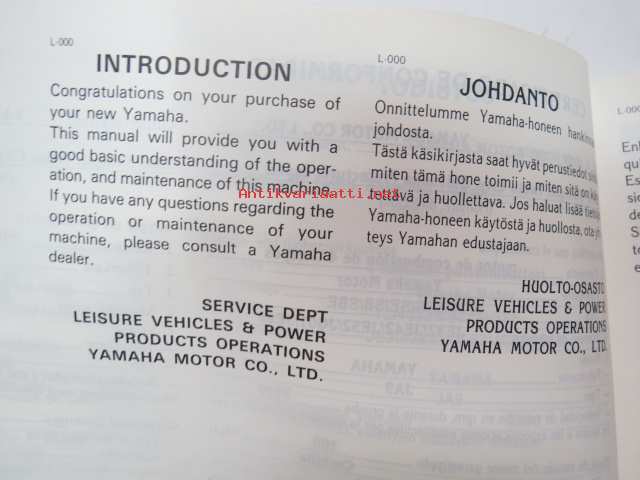 L-000
INTRODUCTION
Congratulations on your purchase of
your new Yamaha.
This manual will provide you with a
good basic understanding of the oper-
ation, and maintenance of this machine.
If you have any questions regarding the
operation or maintenance of your
machine, please consult a Yamaha
dealer.
SERVICE DEPT
LEISURE VEHICLES & POWER
PRODUCTS OPERATIONS
YAMAHA MOTOR CO., LTD.
L-000
JOHDANTO
Onnittelumme Yamaha-honeen
johdosta.
Tästä käsikirjasta saat hyvät perustiedot
miten tämä hone toimii ja miten sitä on
tettävä ja huollettava. Jos haluat lisää
Yamaha-honeen käytöstä ja huollosta, ota
teys Yamahan edustajaan.
HUOLTO-OSASTO
LEISURE VEHICLES & POWER
PRODUCTS OPERATIONS
YAMAHA MOTOR CO., LTD.
Antikvariaatti.net